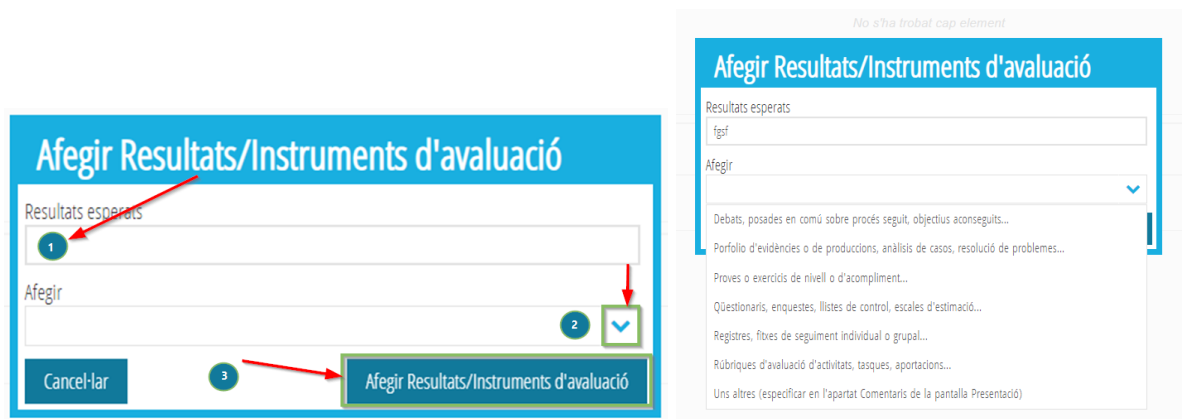 Afegir Resultats/Instruments d'avaluació
Resultats esperats
1
Afegir
2
Cancel·lar
3
Afegir Resultats/Instruments d'avaluació
No s'ha trobat cap element
Afegir Resultats/Instruments d'avaluació
Resultats esperats
fgsf
Afegir
Debats, posades en comú sobre procés seguit, objectius aconseguits...
Porfolio d'evidències o de produccions, anàlisis de casos, resolució de problemes...
Proves o exercicis de nivell o d'acompliment...
Qüestionaris, enquestes, llistes de control, escales d'estimació...
Registres, fitxes de seguiment individual o grupal...
Rúbriques d'avaluació d'activitats, tasques, aportacions...
Uns altres (especificar en l'apartat Comentaris de la pantalla Presentació)